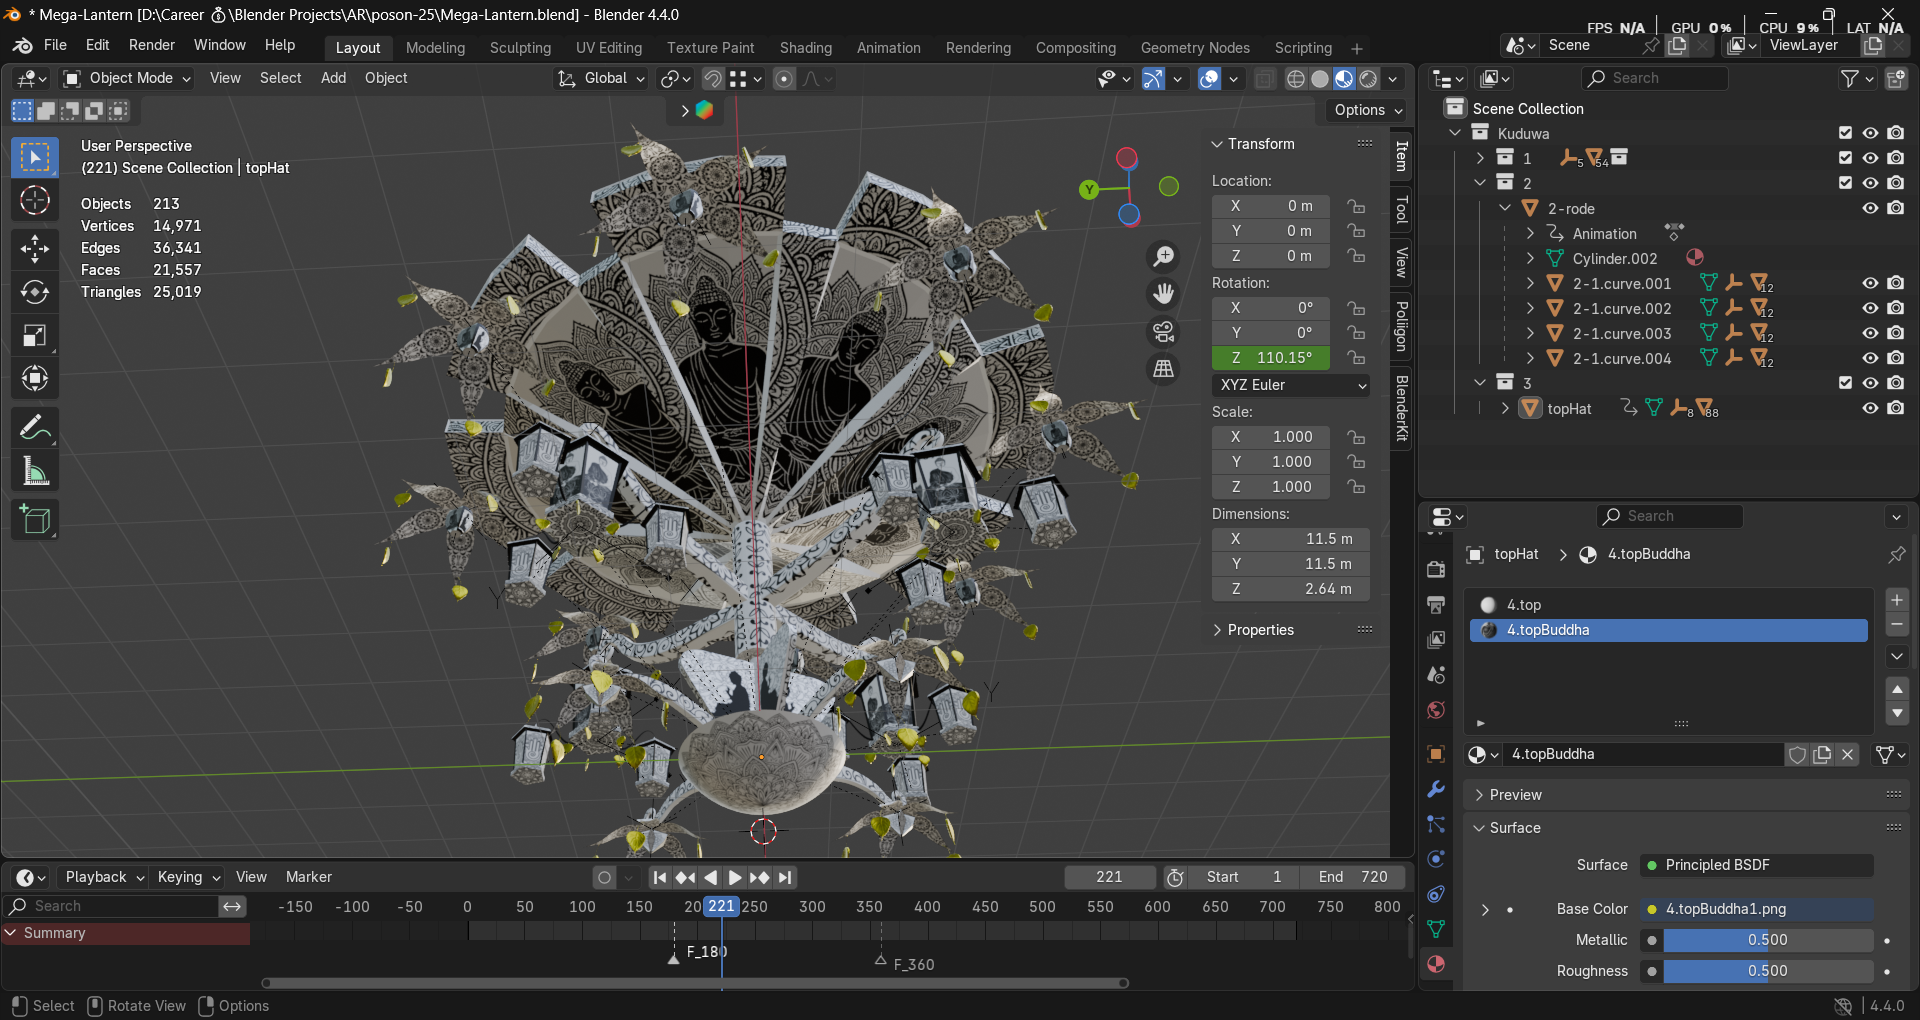 * Mega-Lantern [D:\Career 💰\Blender Projects\AR\poson-25\Mega-Lantern.blend] - Blender 4.4.0
FPS N/A | GPU 0% | CPU 9% | LAT N/A
File Edit Render Window Help
Layout Modeling Sculpting UV Editing Texture Paint Shading Animation Rendering Compositing Geometry Nodes Scripting +
Scene
ViewLayer
Object Mode View Select Add Object
Global
Options
User Perspective
(221) Scene Collection | topHat
Objects 213
Vertices 14,971
Edges 36,341
Faces 21,557
Triangles 25,019
Y
Transform
Location:
X 0 m
Y 0 m
Z 0 m
Rotation:
X 0°
Y 0°
Z 110.15°
XYZ Euler
Scale:
X 1.000
Y 1.000
Z 1.000
Dimensions:
X 11.5 m
Y 11.5 m
Z 2.64 m
Properties
Item
Tool
View
Poliigon
BlenderKit
Search
Scene Collection
Kuduwa
1 5 54
2
2-rode
Animation
Cylinder.002
2-1.curve.001 12
2-1.curve.002 12
2-1.curve.003 12
2-1.curve.004 12
3
topHat 8 88
Search
topHat > 4.topBuddha
4.top
4.topBuddha
4.topBuddha
Preview
Surface
Surface Principled BSDF
Base Color 4.topBuddha1.png
Metallic 0.500
Roughness 0.500
Playback Keying View Marker
221 Start 1 End 720
Search
-150 -100 -50 0 50 100 150 20 221 250 300 350 400 450 500 550 600 650 700 750 800
Summary
F_180
F_360
Select Rotate View Options
4.4.0